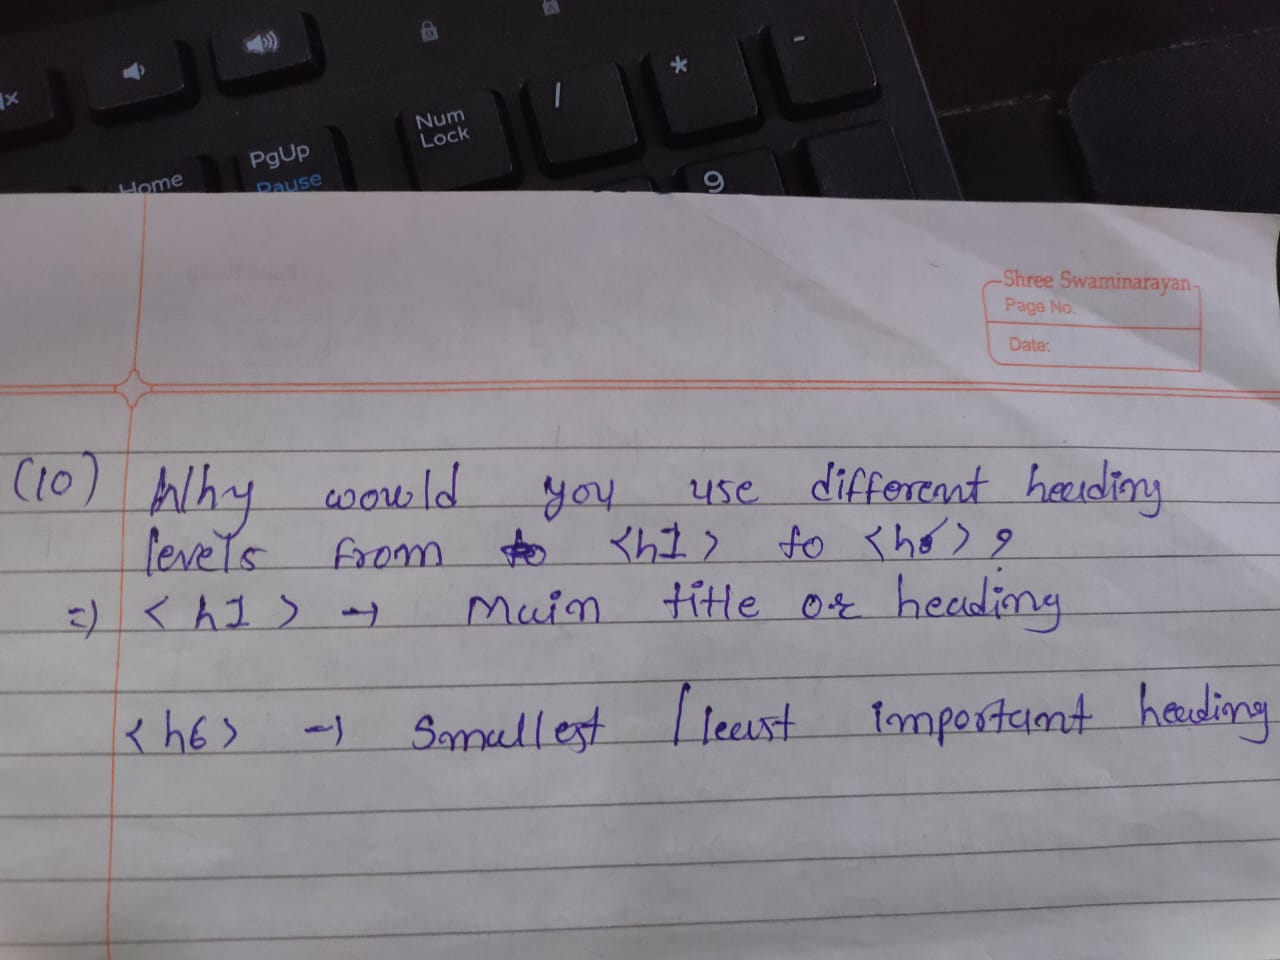 Num
Lock
/
*
-
PgUp
Pause
Home
9
Shree Swaminarayan
Page No.
Date:
(10) Why would you use different heading
levels from to <h1> to <h6>?
=) <h1> → Main title or heading
<h6> → Smallest / least important heading